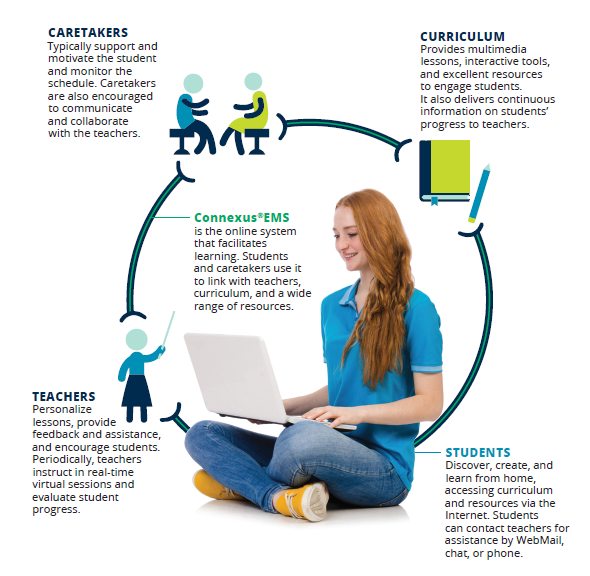 CARETAKERS
Typically support and
motivate the student
and monitor the
schedule. Caretakers
are also encouraged
to communicate
and collaborate
with the teachers.
CURRICULUM
Provides multimedia
lessons, interactive tools,
and excellent resources
to engage students.
It also delivers continuous
information on students’
progress to teachers.
Connexus®EMS
is the online system
that facilitates
learning. Students
and caretakers use it
to link with teachers,
curriculum, and a wide
range of resources.
TEACHERS
Personalize
lessons, provide
feedback and assistance,
and encourage students.
Periodically, teachers
instruct in real-time
virtual sessions and
evaluate student
progress.
STUDENTS
Discover, create, and
learn from home,
accessing curriculum
and resources via the
Internet. Students
can contact teachers for
assistance by WebMail,
chat, or phone.